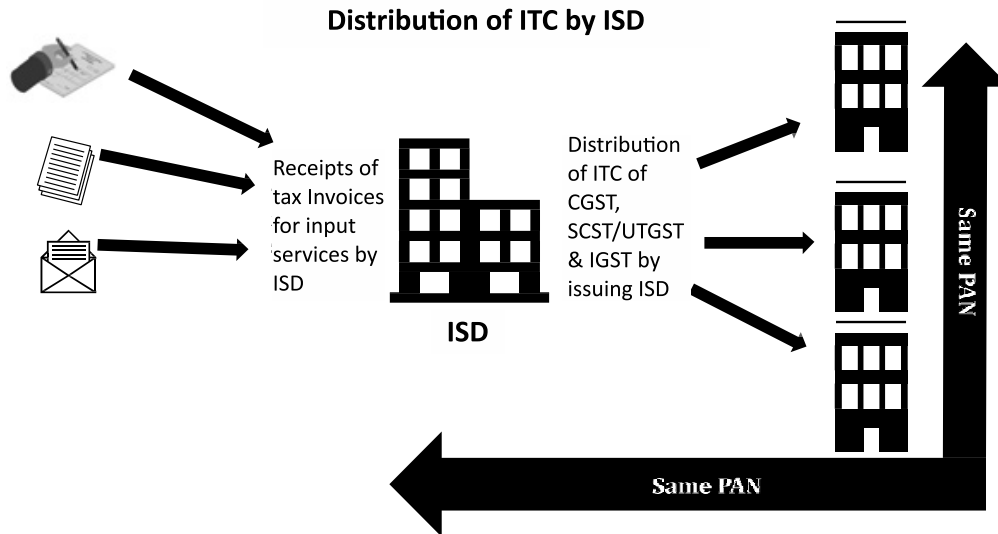 Distribution of ITC by ISD
Receipts of
tax Invoices
for input
services by
ISD
ISD
Distribution
of ITC of
CGST,
SCST/UTGST
& IGST by
issuing ISD
Same PAN
Same PAN